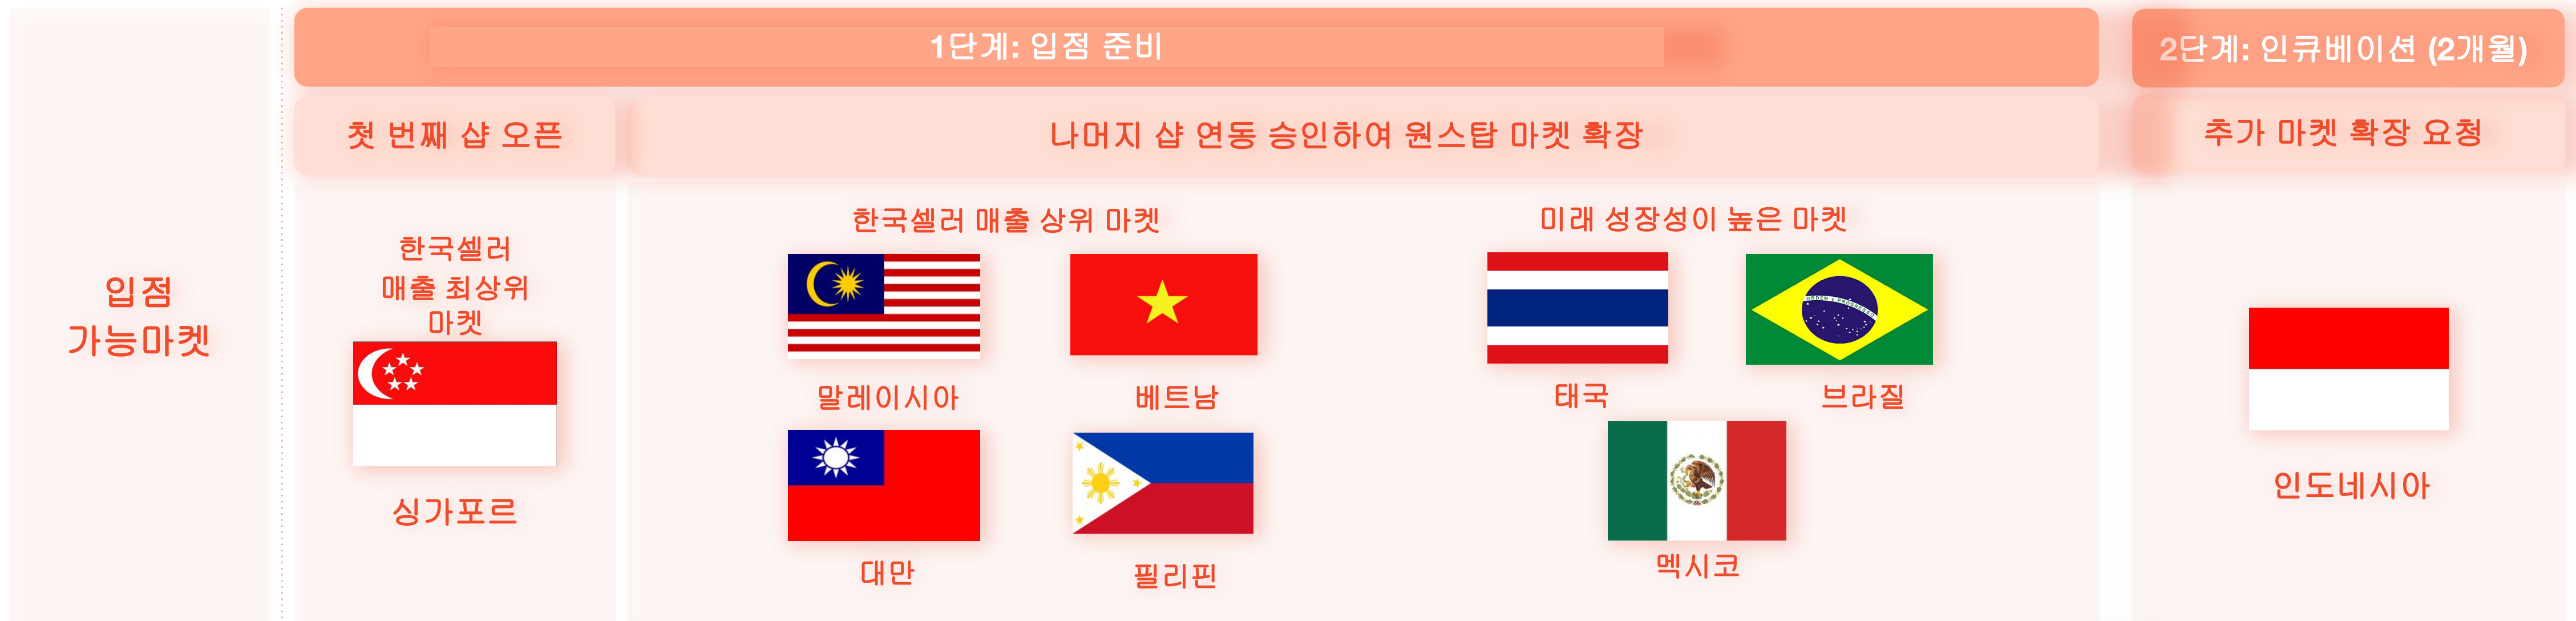 1단계: 입점 준비
2단계: 인큐베이션 (2개월)
첫 번째 샵 오픈
나머지 샵 연동 승인하여 원스탑 마켓 확장
추가 마켓 확장 요청
입점
가능마켓
한국셀러
매출 최상위
마켓
싱가포르
한국셀러 매출 상위 마켓
말레이시아
베트남
대만
필리핀
미래 성장성이 높은 마켓
태국
브라질
멕시코
인도네시아